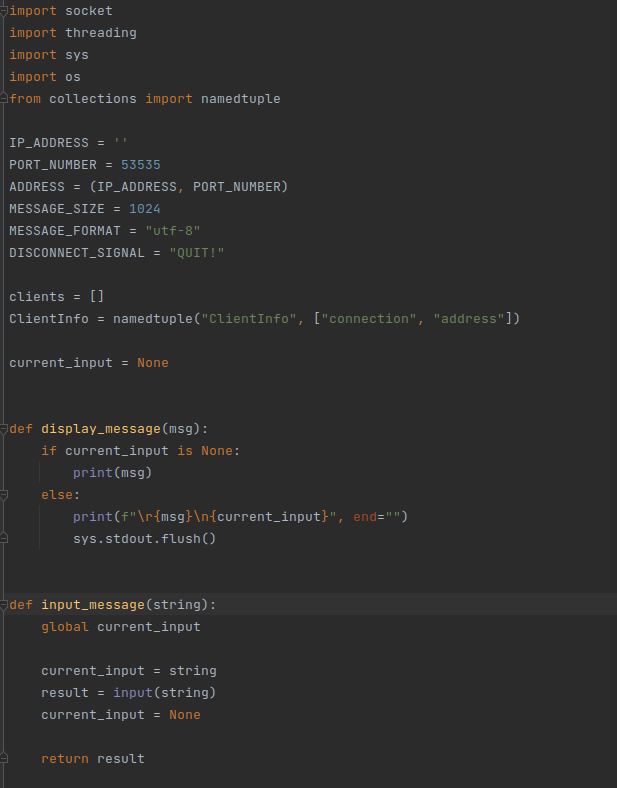 import socket
import threading
import sys
import os
from collections import namedtuple

IP_ADDRESS = ''
PORT_NUMBER = 53535
ADDRESS = (IP_ADDRESS, PORT_NUMBER)
MESSAGE_SIZE = 1024
MESSAGE_FORMAT = "utf-8"
DISCONNECT_SIGNAL = "QUIT!"

clients = []
ClientInfo = namedtuple("ClientInfo", ["connection", "address"])

current_input = None


def display_message(msg):
    if current_input is None:
        print(msg)
    else:
        print(f"\r{msg}\n{current_input}", end="")
        sys.stdout.flush()


def input_message(string):
    global current_input

    current_input = string
    result = input(string)
    current_input = None

    return result